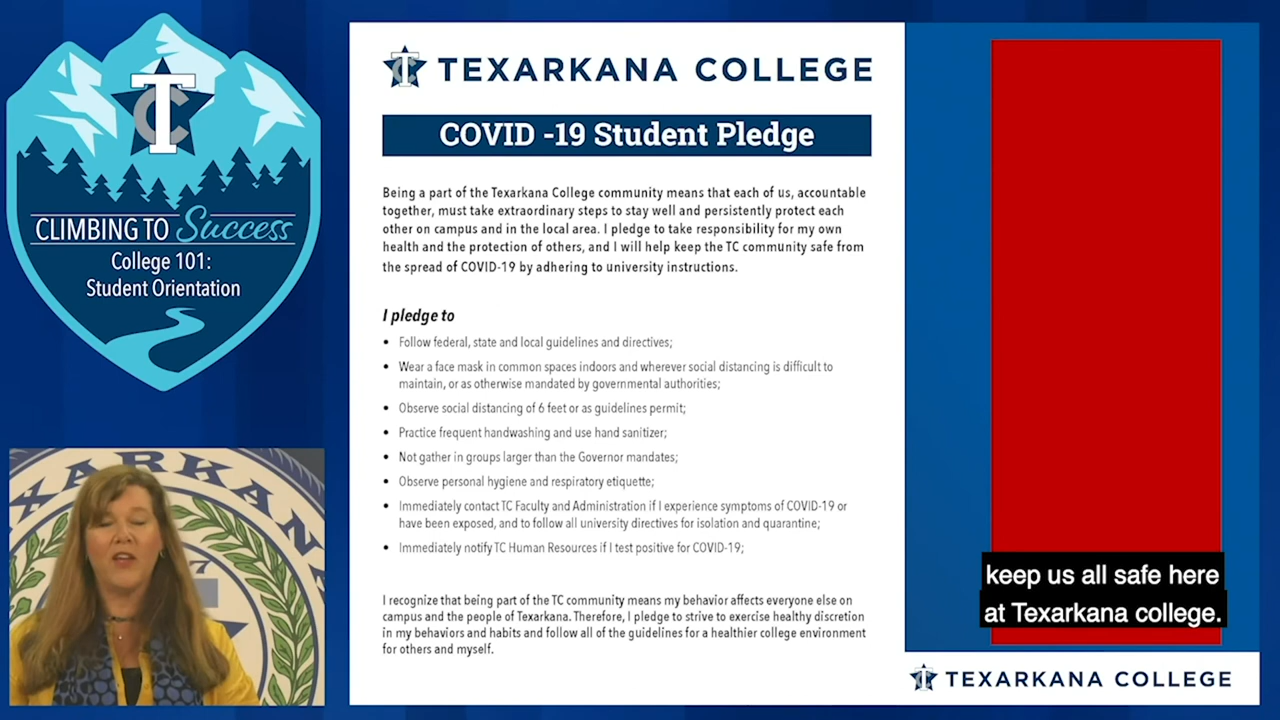 CLIMBING TO Success
College 101:
Student Orientation
TEXARKANA COLLEGE
COVID -19 Student Pledge
Being a part of the Texarkana College community means that each of us, accountable
together, must take extraordinary steps to stay well and persistently protect each
other on campus and in the local area. I pledge to take responsibility for my own
health and the protection of others, and I will help keep the TC community safe from
the spread of COVID-19 by adhering to university instructions.
I pledge to
• Follow federal, state and local guidelines and directives;
• Wear a face mask in common spaces indoors and wherever social distancing is difficult to
maintain, or as otherwise mandated by governmental authorities;
• Observe social distancing of 6 feet or as guidelines permit;
• Practice frequent handwashing and use hand sanitizer;
• Not gather in groups larger than the Governor mandates;
• Observe personal hygiene and respiratory etiquette;
• Immediately contact TC Faculty and Administration if I experience symptoms of COVID-19 or
have been exposed, and to follow all university directives for isolation and quarantine;
• Immediately notify TC Human Resources if I test positive for COVID-19;
I recognize that being part of the TC community means my behavior affects everyone else on
campus and the people of Texarkana. Therefore, I pledge to strive to exercise healthy discretion
in my behaviors and habits and follow all of the guidelines for a healthier college environment
for others and myself.
keep us all safe here
at Texarkana college.
TEXARKANA COLLEGE